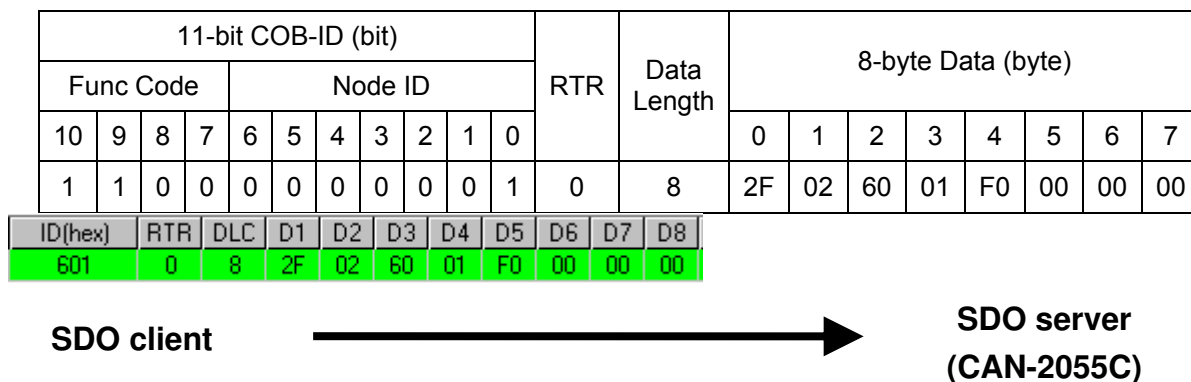 11-bit COB-ID (bit)
Func Code Node ID RTR Data Length 8-byte Data (byte)
10 9 8 7 6 5 4 3 2 1 0 0 1 2 3 4 5 6 7
1 1 0 0 0 0 0 0 0 0 1 0 8 2F 02 60 01 F0 00 00 00
ID(hex) RTR DLC D1 D2 D3 D4 D5 D6 D7 D8
601 0 8 2F 02 60 01 F0 00 00 00
SDO client
SDO server
(CAN-2055C)